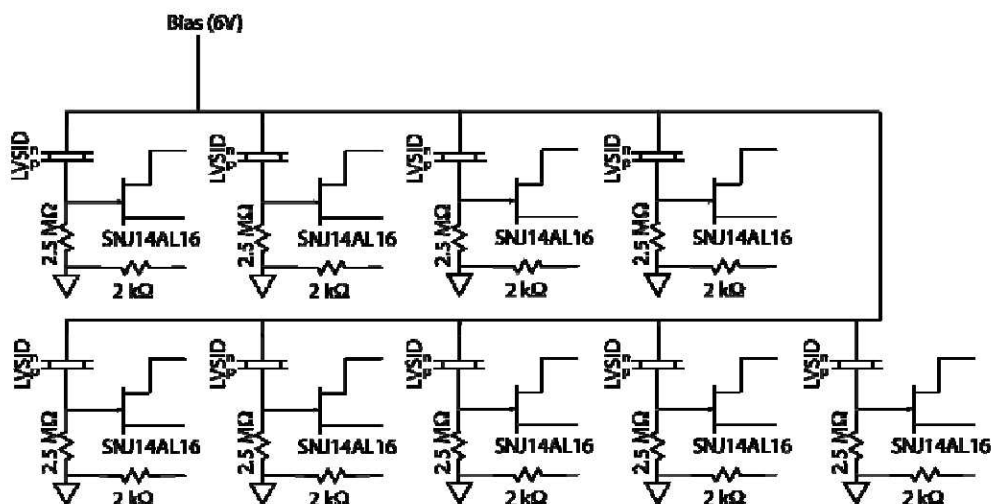 Bias (6V)
LVSID n p LVSID n p LVSID n p LVSID n p
2.5 MΩ 2.5 MΩ 2.5 MΩ 2.5 MΩ
SNJ14AL16 SNJ14AL16 SNJ14AL16 SNJ14AL16
2 kΩ 2 kΩ 2 kΩ 2 kΩ
LVSID n p LVSID n p LVSID n p LVSID n p LVSID n p
2.5 MΩ 2.5 MΩ 2.5 MΩ 2.5 MΩ 2.5 MΩ
SNJ14AL16 SNJ14AL16 SNJ14AL16 SNJ14AL16 SNJ14AL16
2 kΩ 2 kΩ 2 kΩ 2 kΩ 2 kΩ